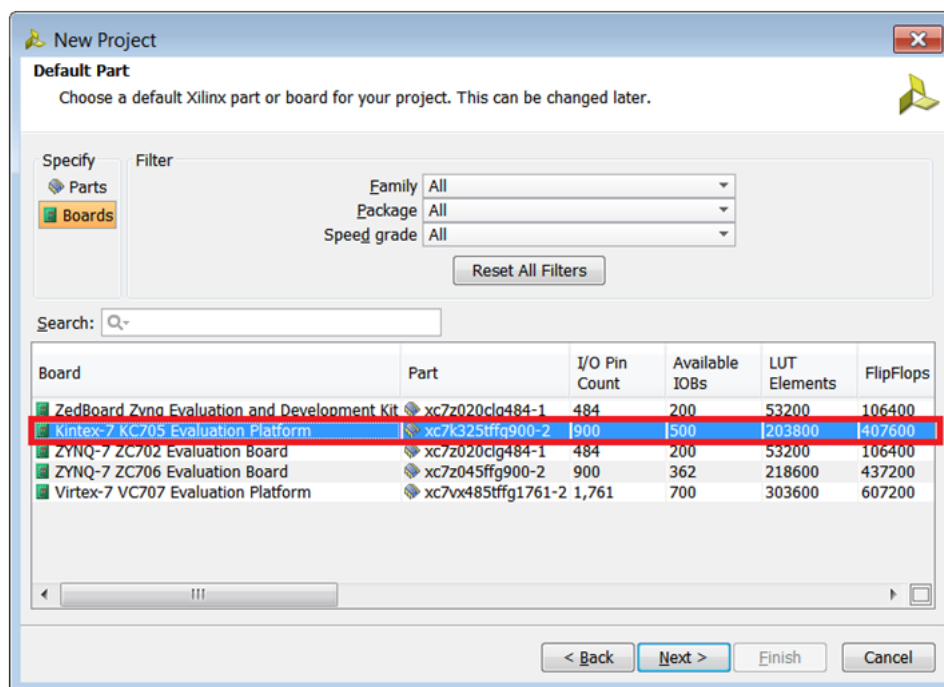 New Project
Default Part
Choose a default Xilinx part or board for your project. This can be changed later.
Specify
Filter
Parts
Boards
Family All
Package All
Speed grade All
Reset All Filters
Search:
Board Part I/O Pin Count Available IOBs LUT Elements FlipFlops
ZedBoard Zynq Evaluation and Development Kit xc7z020clg484-1 484 200 53200 106400
Kintex-7 KC705 Evaluation Platform xc7k325tffg900-2 900 500 203800 407600
ZYNQ-7 ZC702 Evaluation Board xc7z020clg484-1 484 200 53200 106400
ZYNQ-7 ZC706 Evaluation Board xc7z045ffg900-2 900 362 218600 437200
Virtex-7 VC707 Evaluation Platform xc7vx485tffg1761-2 1,761 700 303600 607200
< Back Next > Finish Cancel